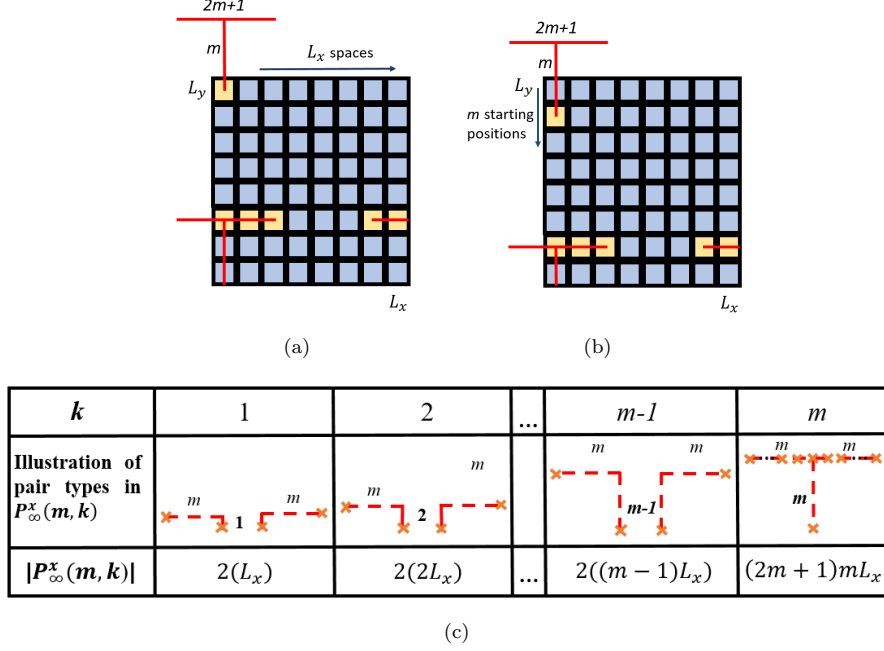 2m+1
m
L_x spaces
L_y
L_x
(a)
2m+1
m
L_y
m starting
positions
L_x
(b)
k 1 2 ... m-1 m
Illustration of
pair types in
P^x_∞(m, k)
m 1 m
m 2 m
m m-1 m
m m m
|P^x_∞(m, k)| 2(L_x) 2(2L_x) ... 2((m − 1)L_x) (2m + 1)mL_x
(c)